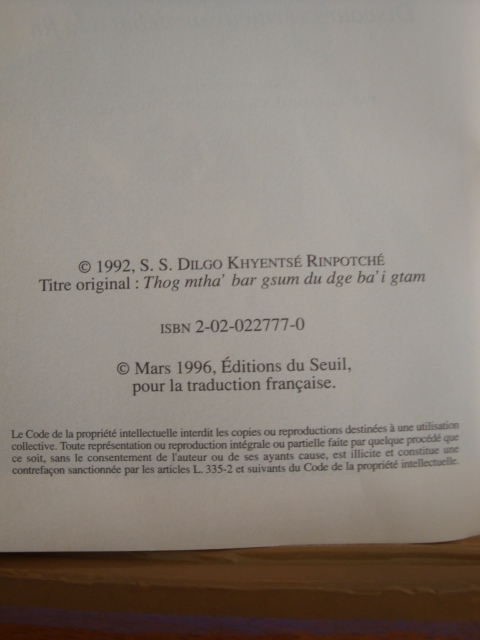 © 1992, S. S. DILGO KHYENTSÉ RINPOTCHÉ
Titre original : Thog mtha' bar gsum du dge ba'i gtam
ISBN 2-02-022777-0
© Mars 1996, Éditions du Seuil,
pour la traduction française.
Le Code de la propriété intellectuelle interdit les copies ou reproductions destinées à une utilisation
collective. Toute représentation ou reproduction intégrale ou partielle faite par quelque procédé que
ce soit, sans le consentement de l'auteur ou de ses ayants cause, est illicite et constitue une
contrefaçon sanctionnée par les articles L. 335-2 et suivants du Code de la propriété intellectuelle.